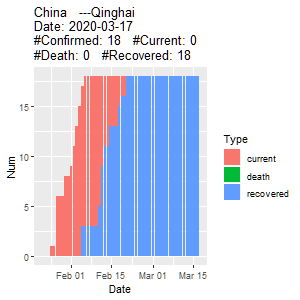 China   ---Qinghai
Date: 2020-03-17
#Confirmed: 18   #Current: 0
#Death: 0   #Recovered: 18
Num
15
10
5
0
Feb 01
Feb 15
Mar 01
Mar 15
Date
Type
current
death
recovered